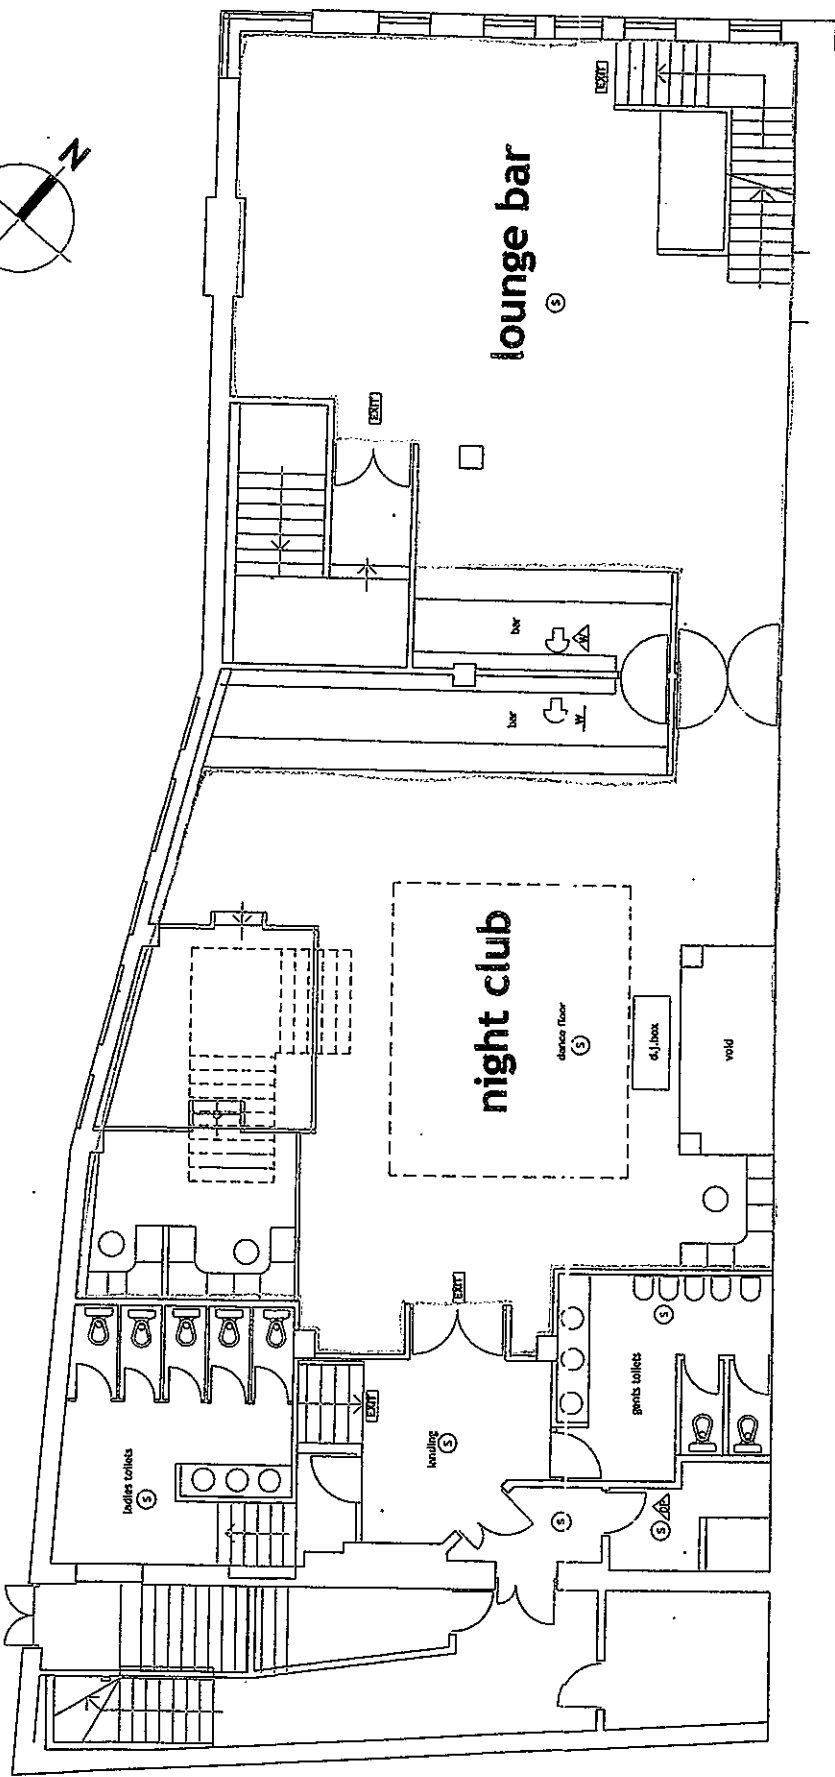 N
EXIT
lounge bar
S
EXIT
bar
W
bar
W
night club
dance floor
S
d.j.box
void
EXIT
EXIT
landing
S
ladies toilets
S
gents toilets
S
S
S
DP